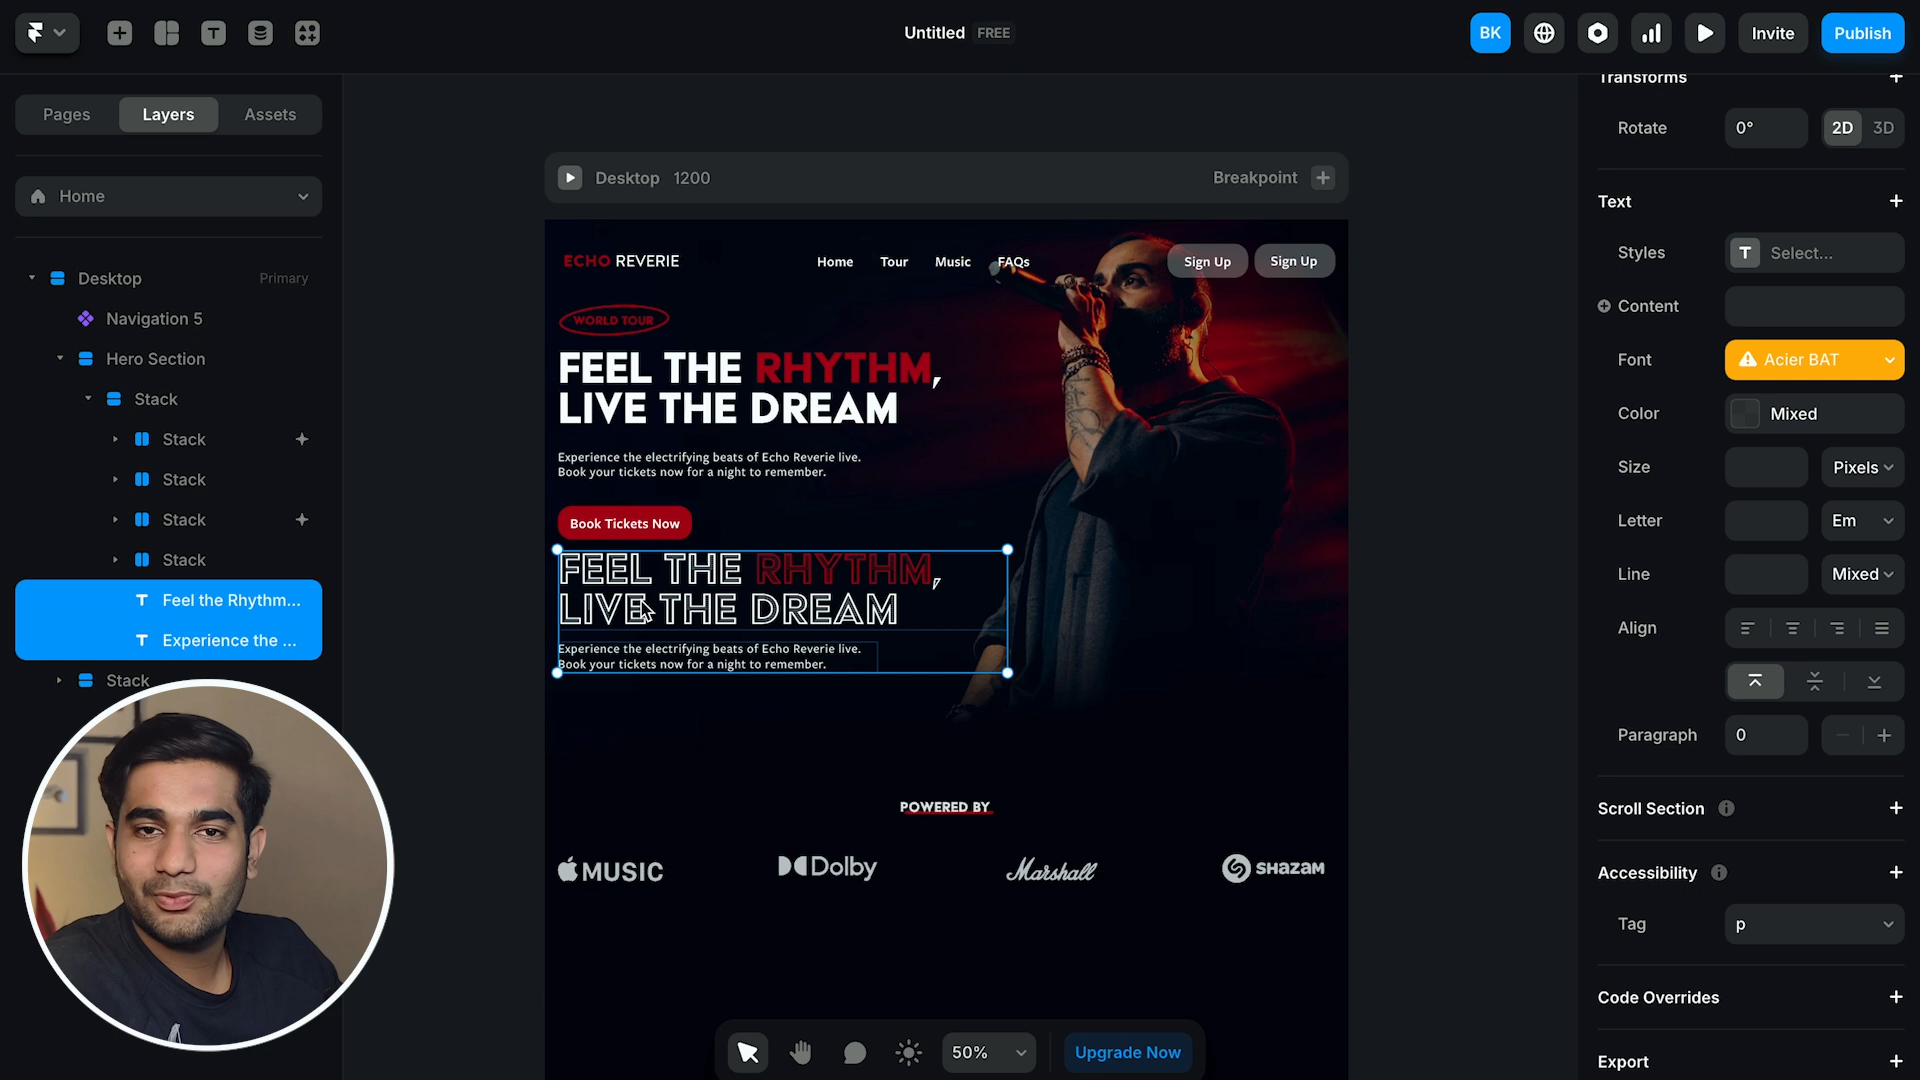 Untitled FREE
BK
Invite
Publish
Pages
Layers
Assets
Home
Desktop
Primary
Navigation 5
Hero Section
Stack
Stack
Stack
Stack
Stack
Feel the Rhythm...
Experience the ...
Stack
Desktop 1200
Breakpoint
ECHO REVERIE
Home
Tour
Music
FAQs
Sign Up
Sign Up
WORLD TOUR
FEEL THE RHYTHM,
LIVE THE DREAM
Experience the electrifying beats of Echo Reverie live.
Book your tickets now for a night to remember.
Book Tickets Now
FEEL THE RHYTHM,
LIVE THE DREAM
Experience the electrifying beats of Echo Reverie live.
Book your tickets now for a night to remember.
POWERED BY
MUSIC
Dolby
Marshall
SHAZAM
50%
Upgrade Now
Transforms
Rotate
0°
2D
3D
Text
Styles
T
Select...
Content
Font
Acier BAT
Color
Mixed
Size
Pixels
Letter
Em
Line
Mixed
Align
Paragraph
0
Scroll Section
Accessibility
Tag
p
Code Overrides
Export